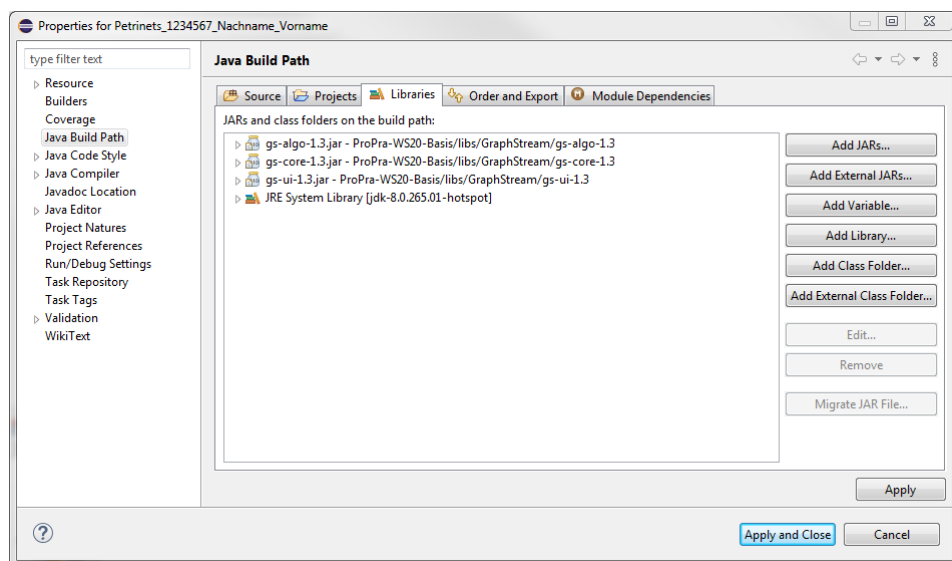 Properties for Petrinets_1234567_Nachname_Vorname
type filter text
Resource
Builders
Coverage
Java Build Path
Java Code Style
Java Compiler
Javadoc Location
Java Editor
Project Natures
Project References
Run/Debug Settings
Task Repository
Task Tags
Validation
WikiText
Java Build Path
Source Projects Libraries Order and Export Module Dependencies
JARs and class folders on the build path:
gs-algo-1.3.jar - ProPra-WS20-Basis/libs/GraphStream/gs-algo-1.3
gs-core-1.3.jar - ProPra-WS20-Basis/libs/GraphStream/gs-core-1.3
gs-ui-1.3.jar - ProPra-WS20-Basis/libs/GraphStream/gs-ui-1.3
JRE System Library [jdk-8.0.265.01-hotspot]
Add JARs...
Add External JARs...
Add Variable...
Add Library...
Add Class Folder...
Add External Class Folder...
Edit...
Remove
Migrate JAR File...
Apply
Apply and Close Cancel